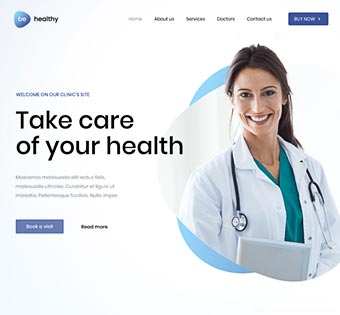 be healthy
Home About us Services Doctors Contact us BUY NOW >
WELCOME ON OUR CLINIC'S SITE
Take care
of your health
Maecenas malesuada elit lectus felis,
malesuada ultricies. Curabitur et ligula ut
molestie. Pellentesque facilisis. Nulla imper.
Book a visit Read more